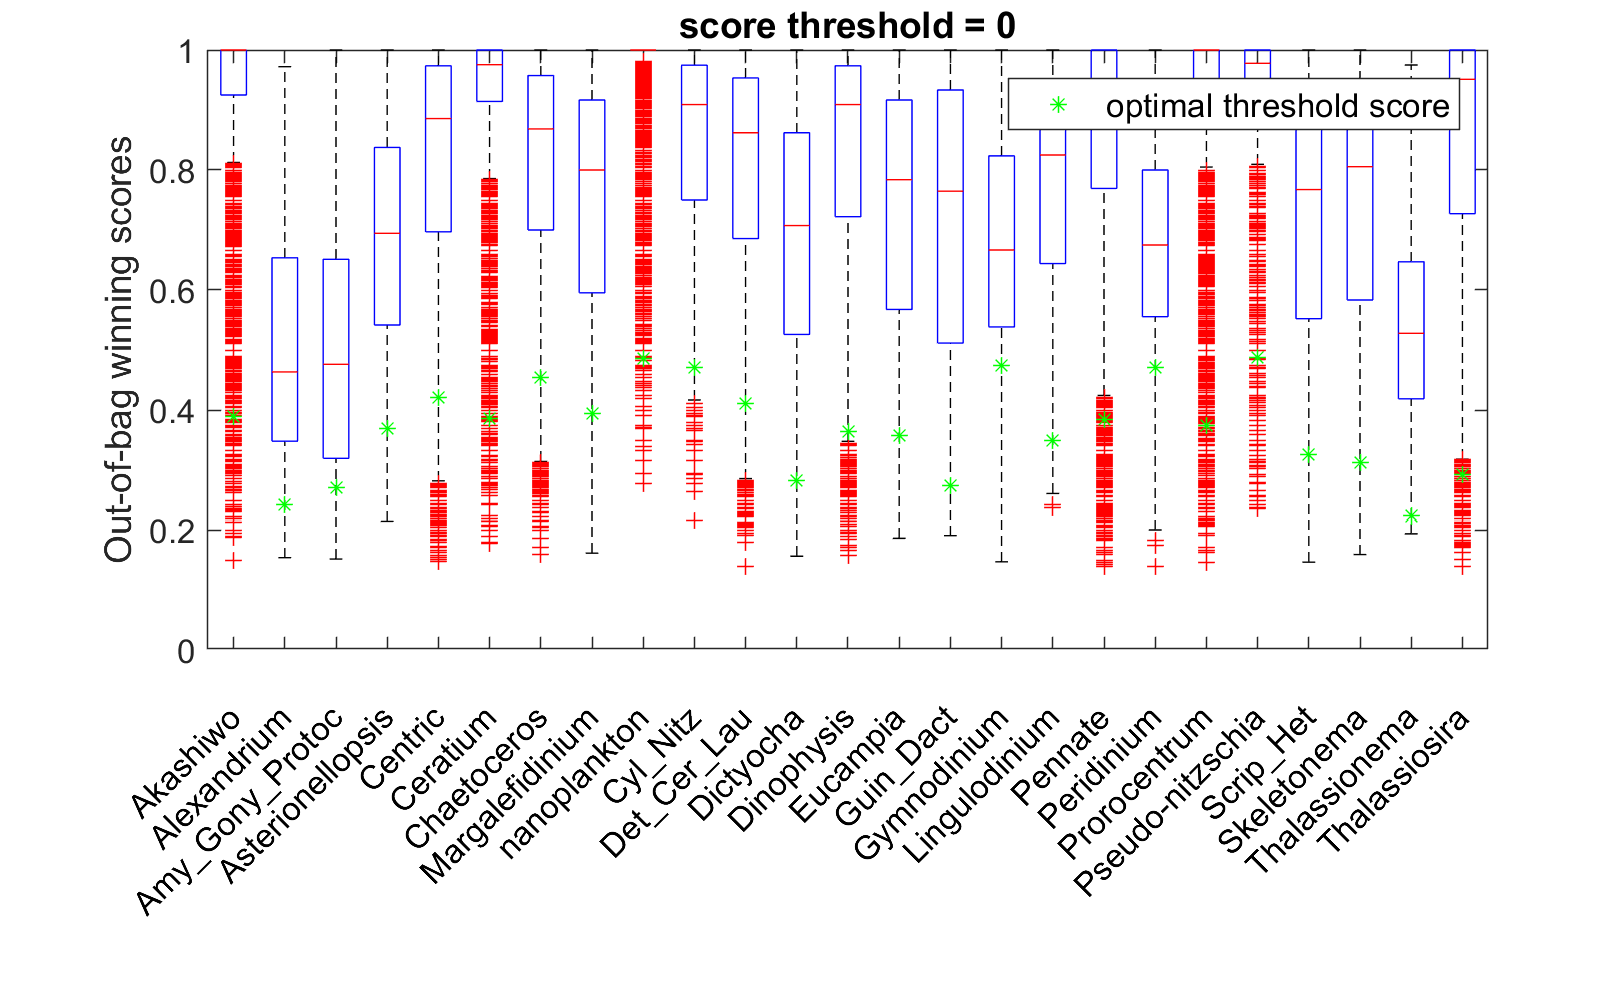 score threshold = 0
optimal threshold score
Out-of-bag winning scores
1
0.8
0.6
0.4
0.2
0
Akashiwo
Alexandrium
Amy_Gony_Protoc
Asterionellopsis
Centric
Ceratium
Chaetoceros
Margalefidinium
nanoplankton
Cyl_Nitz
Det_Cer_Lau
Dictyocha
Dinophysis
Eucampia
Guin_Dact
Gymnodinium
Lingulodinium
Pennate
Peridinium
Prorocentrum
Pseudo-nitzschia
Scrip_Het
Skeletonema
Thalassionema
Thalassiosira